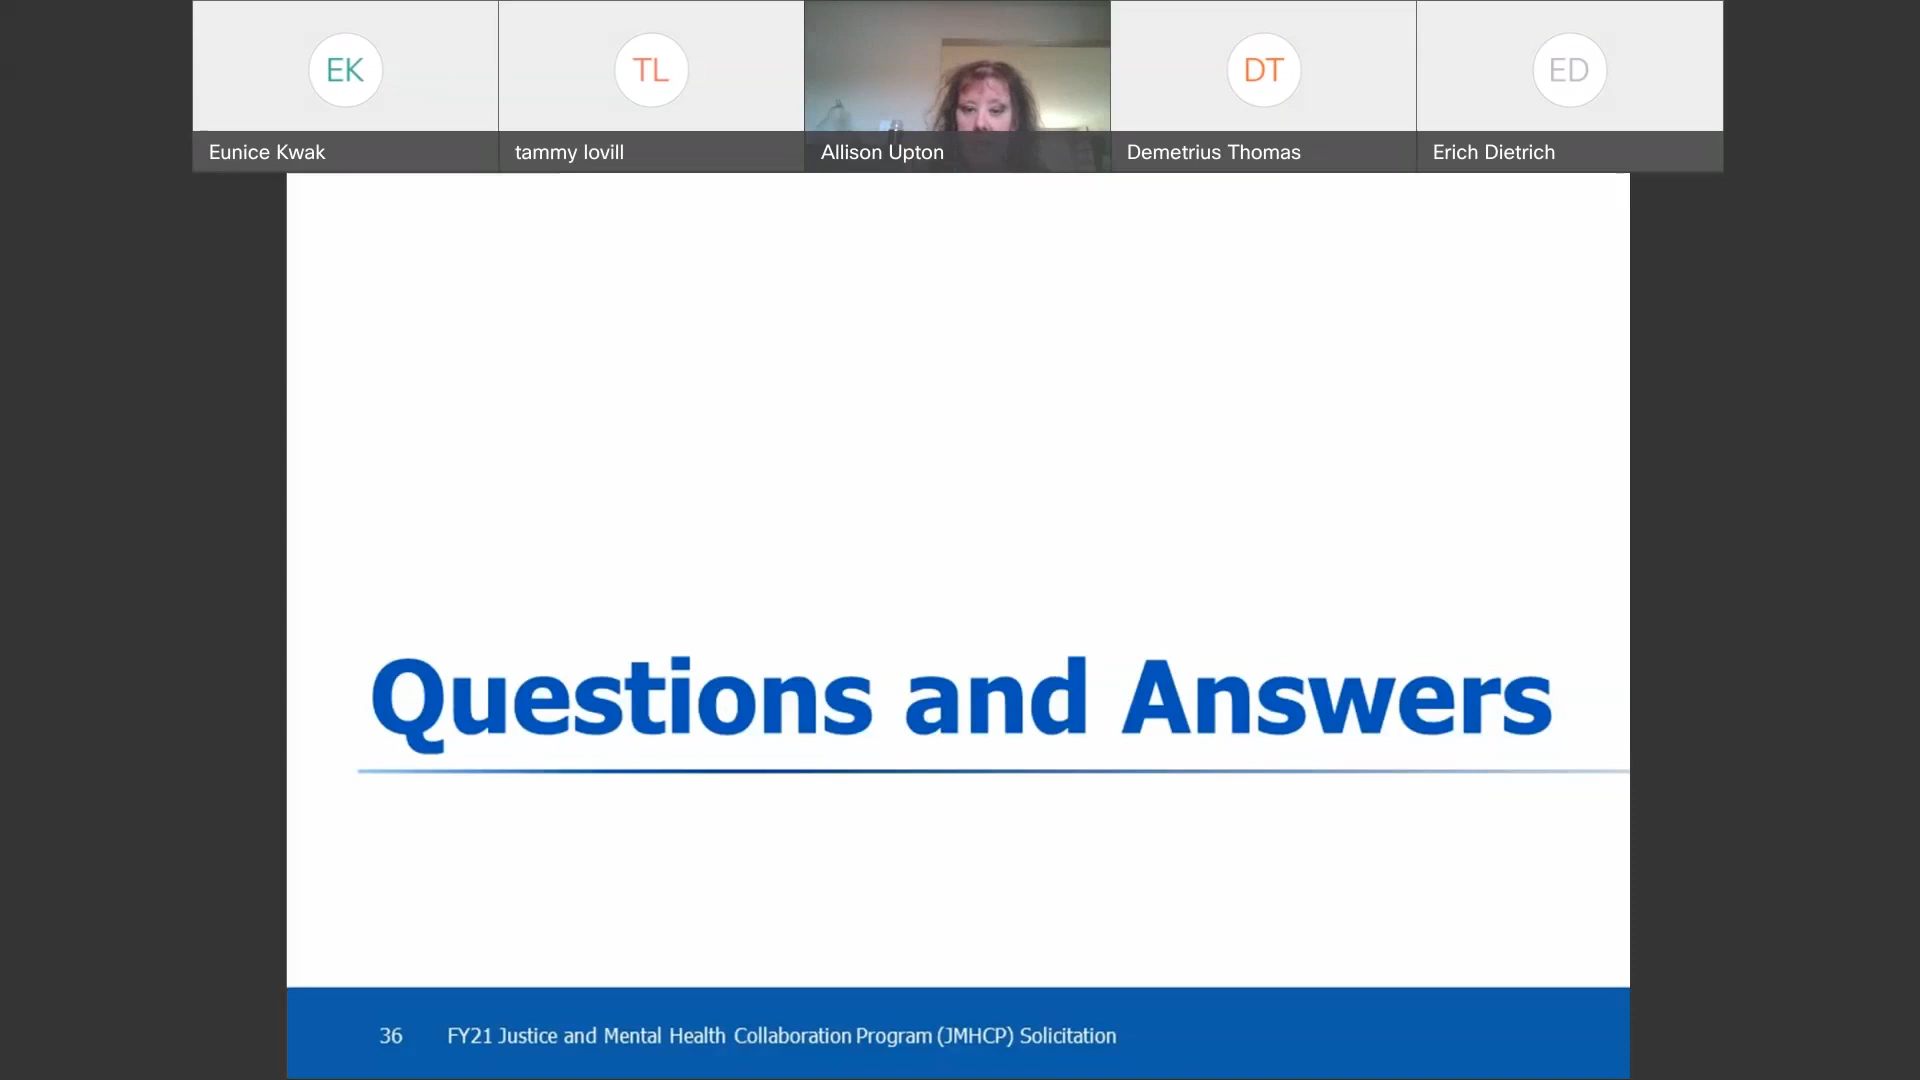 EK
TL
DT
ED
Eunice Kwak
tammy lovill
Allison Upton
Demetrius Thomas
Erich Dietrich
Questions and Answers
36 FY21 Justice and Mental Health Collaboration Program (JMHCP) Solicitation